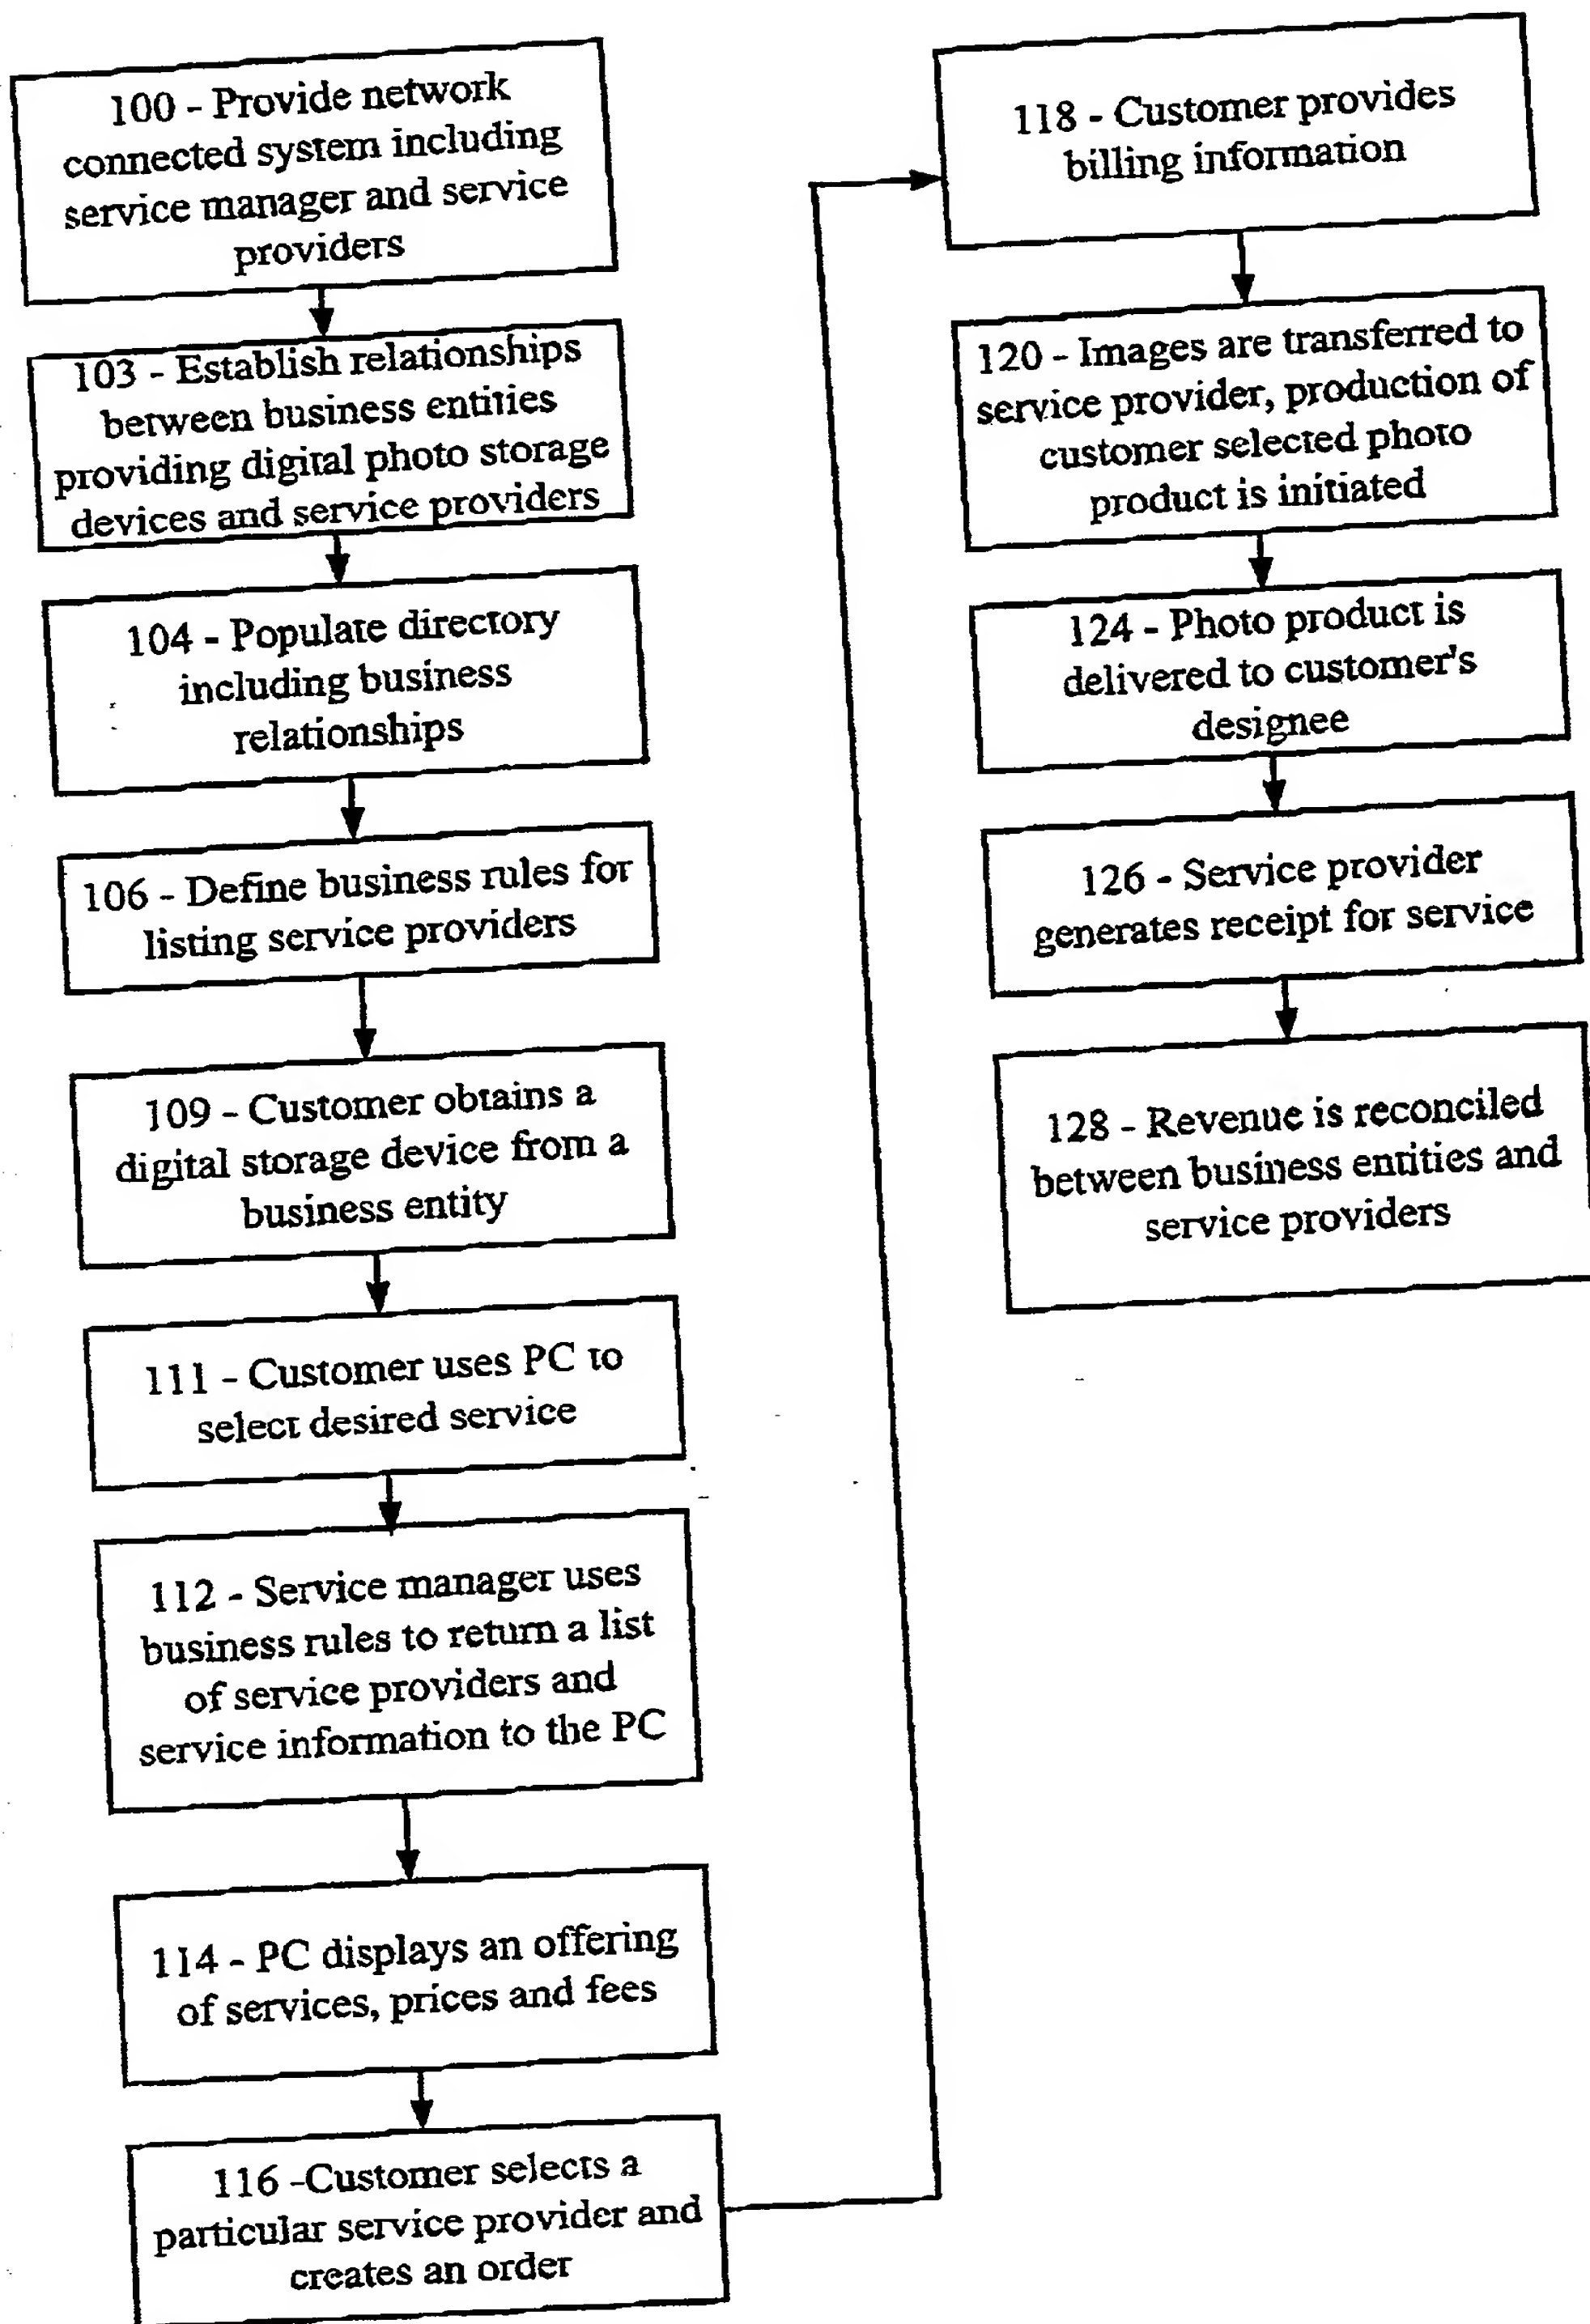 100 - Provide network
connected system including
service manager and service
providers
103 - Establish relationships
between business entities
providing digital photo storage
devices and service providers
104 - Populate directory
including business
relationships
106 - Define business rules for
listing service providers
109 - Customer obtains a
digital storage device from a
business entity
111 - Customer uses PC to
select desired service
112 - Service manager uses
business rules to return a list
of service providers and
service information to the PC
114 - PC displays an offering
of services, prices and fees
116 -Customer selects a
particular service provider and
creates an order
118 - Customer provides
billing information
120 - Images are transferred to
service provider, production of
customer selected photo
product is initiated
124 - Photo product is
delivered to customer's
designee
126 - Service provider
generates receipt for service
128 - Revenue is reconciled
between business entities and
service providers